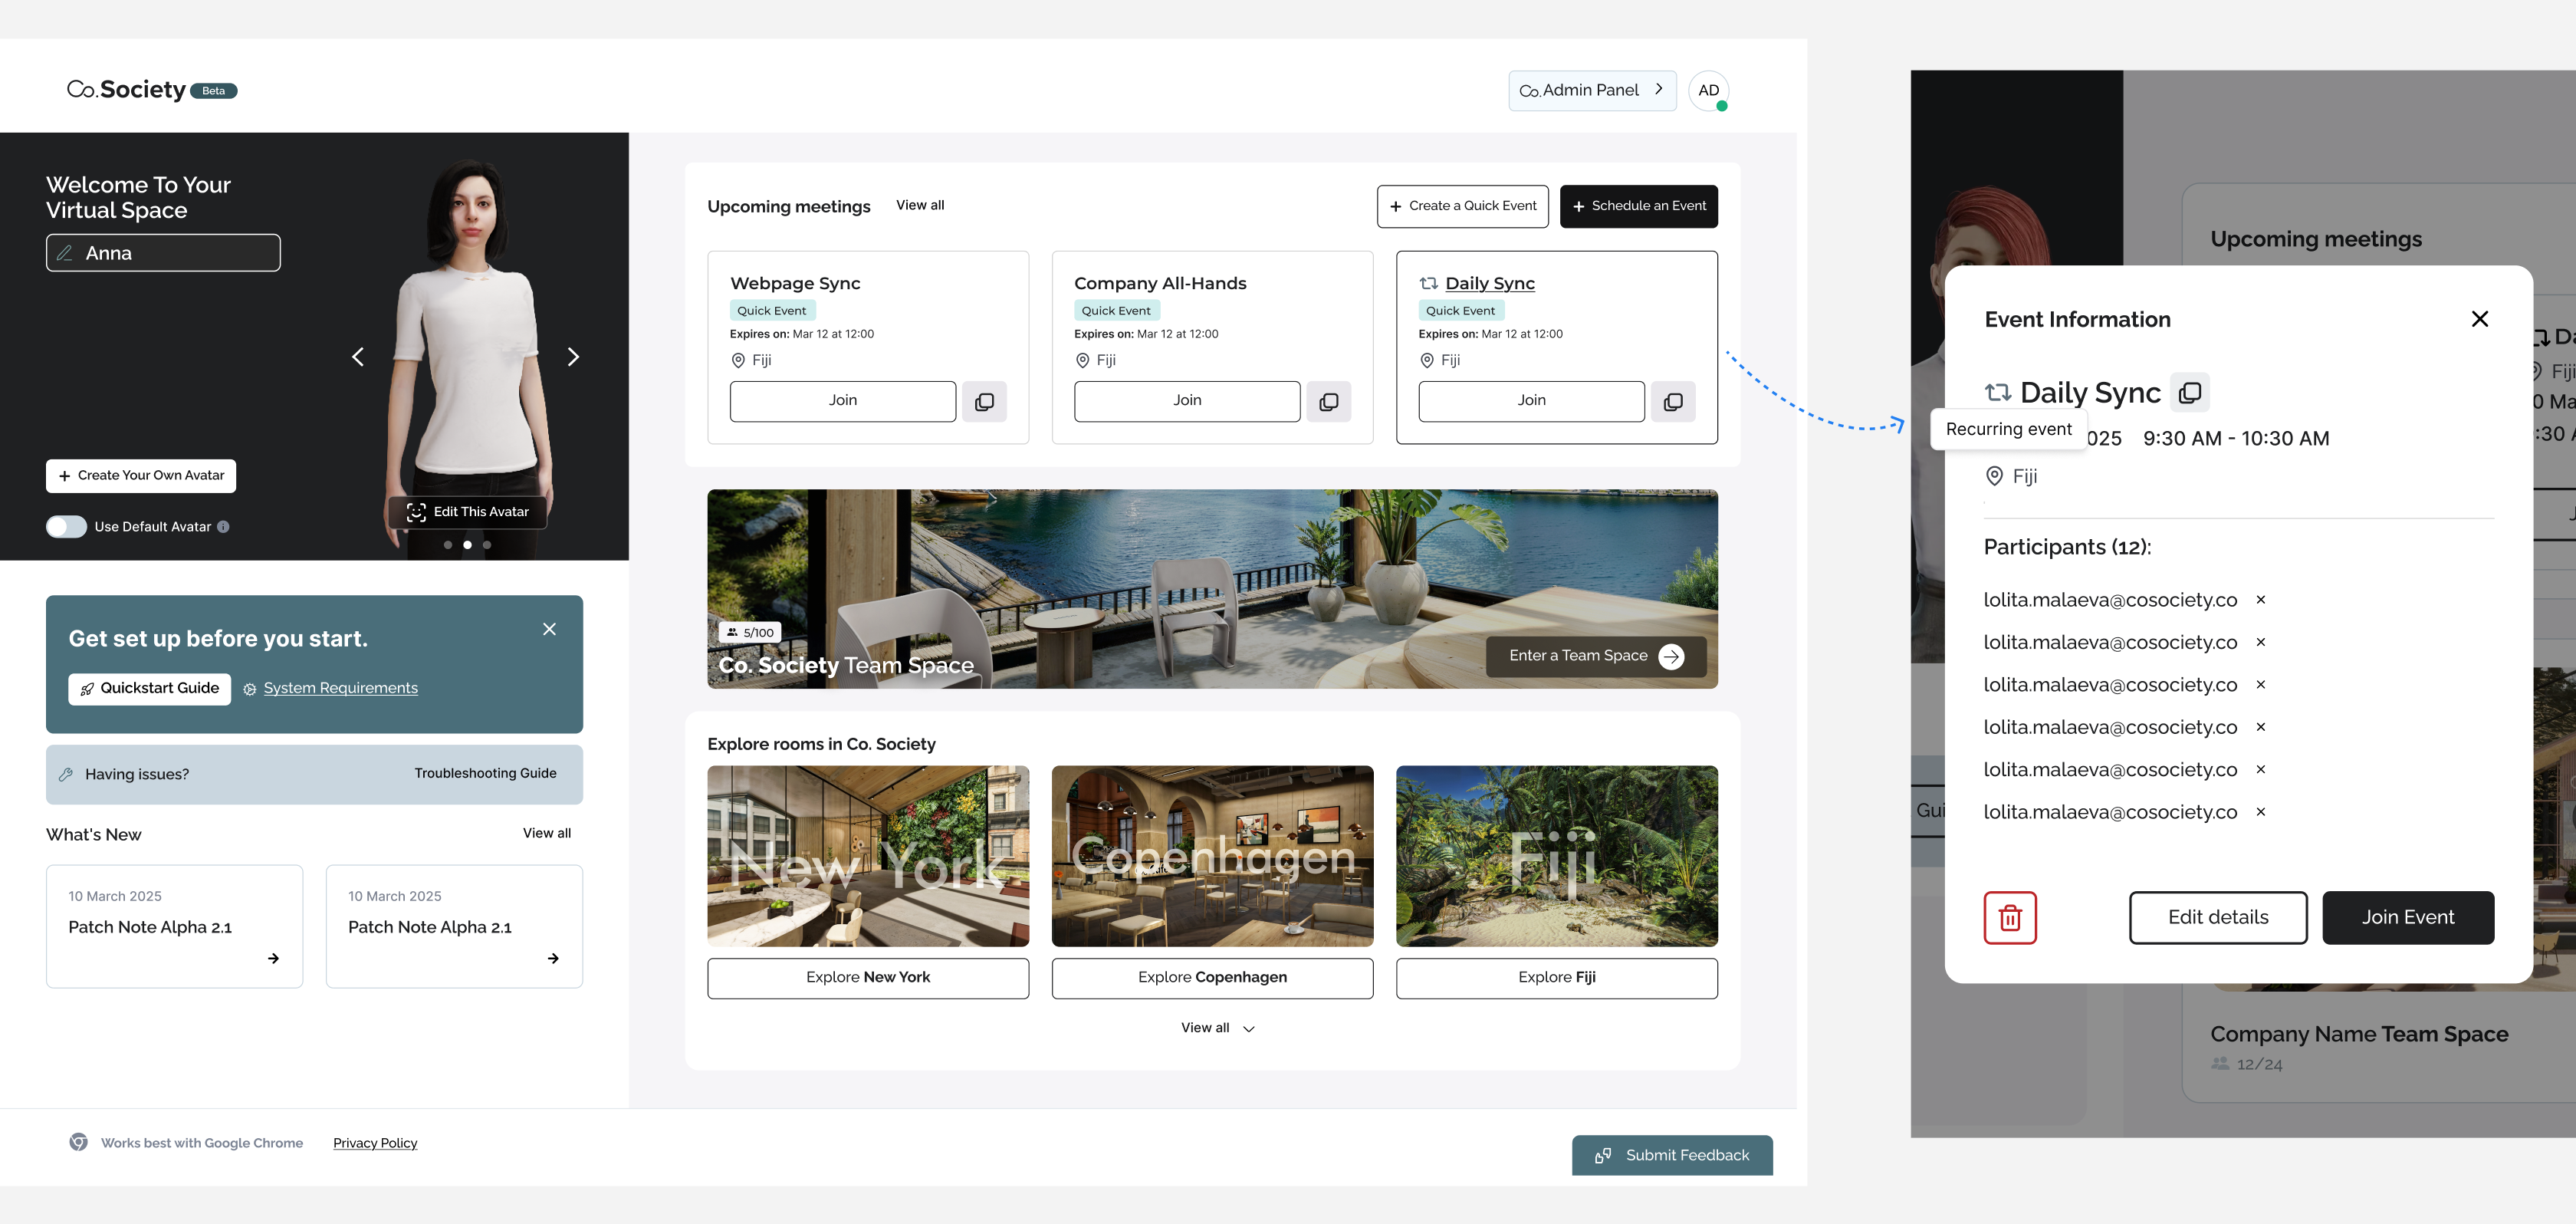 Co.Society Beta
Co. Admin Panel
AD
Welcome To Your
Virtual Space
Anna
Create Your Own Avatar
Use Default Avatar
Edit This Avatar
Get set up before you start.
Quickstart Guide
System Requirements
Having issues?
Troubleshooting Guide
What's New
View all
10 March 2025
Patch Note Alpha 2.1
10 March 2025
Patch Note Alpha 2.1
Upcoming meetings
View all
+ Create a Quick Event
+ Schedule an Event
Webpage Sync
Quick Event
Expires on: Mar 12 at 12:00
Fiji
Join
Company All-Hands
Quick Event
Expires on: Mar 12 at 12:00
Fiji
Join
Daily Sync
Quick Event
Expires on: Mar 12 at 12:00
Fiji
Join
5/100
Co. Society Team Space
Enter a Team Space
Explore rooms in Co. Society
New York
Copenhagen
Fiji
Explore New York
Explore Copenhagen
Explore Fiji
View all
Works best with Google Chrome
Privacy Policy
Submit Feedback
Upcoming meetings
Event Information
Daily Sync
Recurring event
025 9:30 AM - 10:30 AM
Fiji
Participants (12):
lolita.malaeva@cosociety.co
lolita.malaeva@cosociety.co
lolita.malaeva@cosociety.co
lolita.malaeva@cosociety.co
lolita.malaeva@cosociety.co
lolita.malaeva@cosociety.co
Edit details
Join Event
Company Name Team Space
12/24